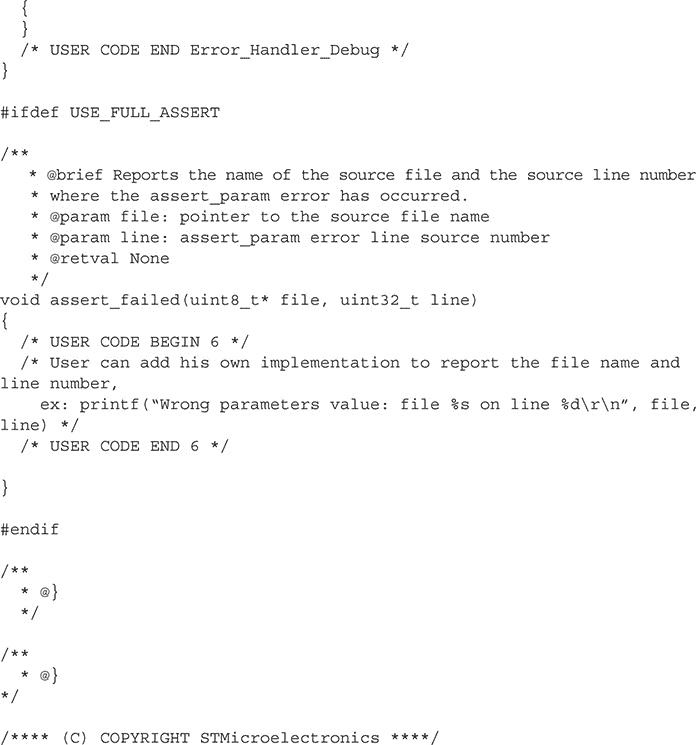 {
}
/* USER CODE END Error_Handler_Debug */
}
#ifdef USE_FULL_ASSERT
/**
* @brief Reports the name of the source file and the source line number
* where the assert_param error has occurred.
* @param file: pointer to the source file name
* @param line: assert_param error line source number
* @retval None
*/
void assert_failed(uint8_t* file, uint32_t line)
{
/* USER CODE BEGIN 6 */
/* User can add his own implementation to report the file name and
line number,
ex: printf(“Wrong parameters value: file %s on line %d\r\n”, file,
line) */
/* USER CODE END 6 */
}
#endif
/**
* @}
*/
/**
* @}
*/
/**** (C) COPYRIGHT STMicroelectronics ****/